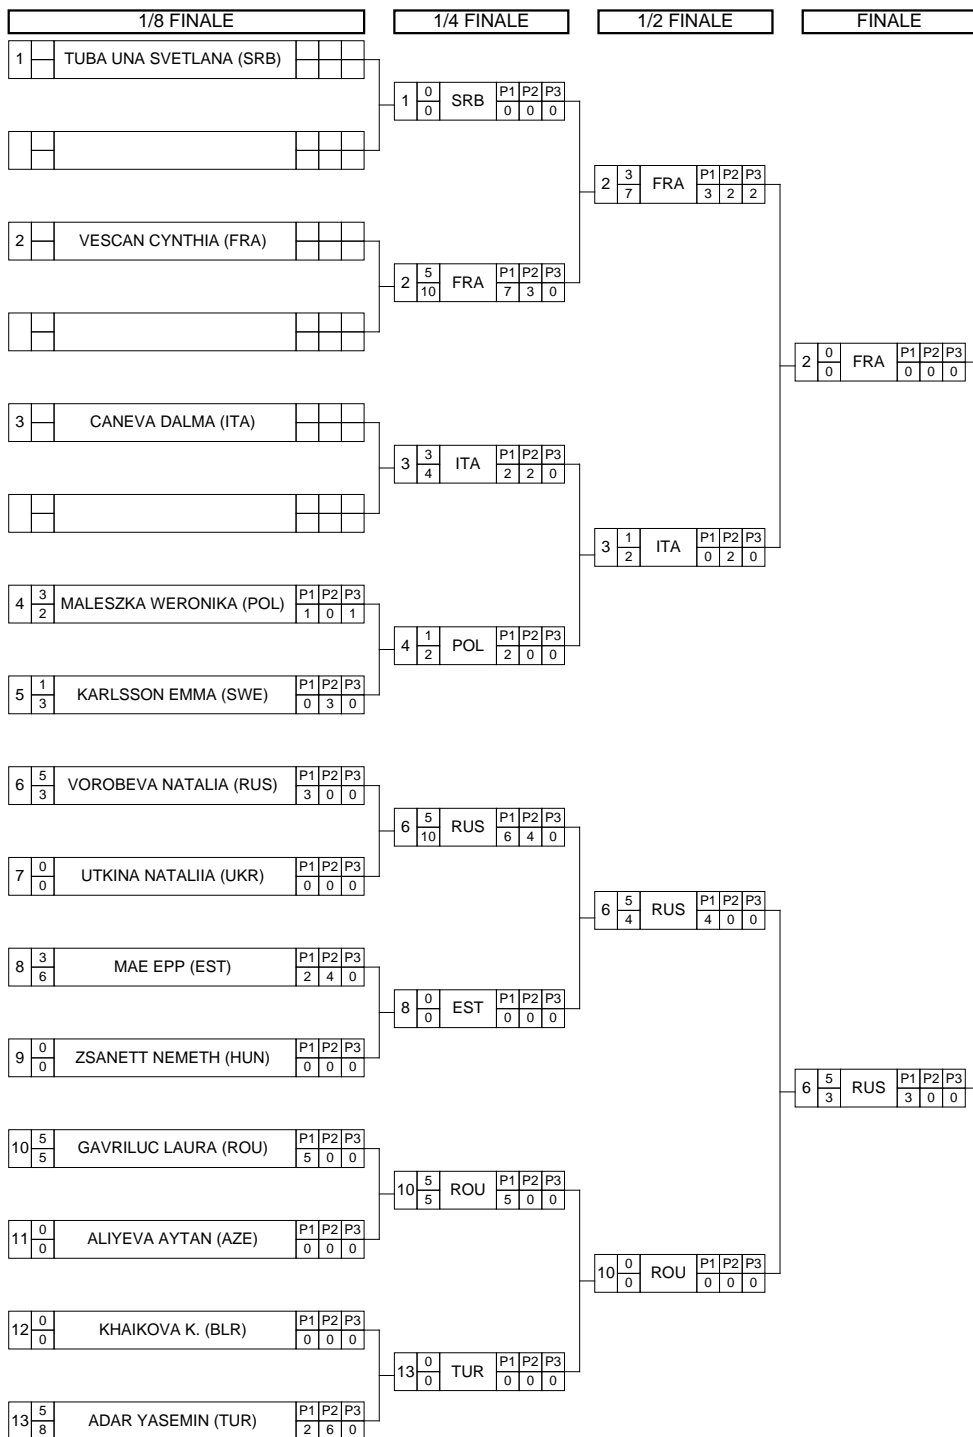 1/8 FINALE 1/4 FINALE 1/2 FINALE FINALE
1 TUBA UNA SVETLANA (SRB)
1 0 0 SRB P1 P2 P3 0 0 0
2 3 7 FRA P1 P2 P3 3 2 2
2 VESCAN CYNTHIA (FRA)
2 5 10 FRA P1 P2 P3 7 3 0
2 0 0 FRA P1 P2 P3 0 0 0
3 CANEVA DALMA (ITA)
3 3 4 ITA P1 P2 P3 2 2 0
3 1 2 ITA P1 P2 P3 0 2 0
4 3 2 MALESZKA WERONIKA (POL) P1 P2 P3 1 0 1
4 1 2 POL P1 P2 P3 2 0 0
5 1 3 KARLSSON EMMA (SWE) P1 P2 P3 0 3 0
6 5 3 VOROBEVA NATALIA (RUS) P1 P2 P3 3 0 0
6 5 10 RUS P1 P2 P3 6 4 0
7 0 0 UTKINA NATALIIA (UKR) P1 P2 P3 0 0 0
6 5 4 RUS P1 P2 P3 4 0 0
8 3 6 MAE EPP (EST) P1 P2 P3 2 4 0
8 0 0 EST P1 P2 P3 0 0 0
9 0 0 ZSANETT NEMETH (HUN) P1 P2 P3 0 0 0
6 5 3 RUS P1 P2 P3 3 0 0
10 5 5 GAVRILUC LAURA (ROU) P1 P2 P3 5 0 0
10 5 5 ROU P1 P2 P3 5 0 0
11 0 0 ALIYEVA AYTAN (AZE) P1 P2 P3 0 0 0
10 0 0 ROU P1 P2 P3 0 0 0
12 0 0 KHAIKOVA K. (BLR) P1 P2 P3 0 0 0
13 0 0 TUR P1 P2 P3 0 0 0
13 5 8 ADAR YASEMIN (TUR) P1 P2 P3 2 6 0